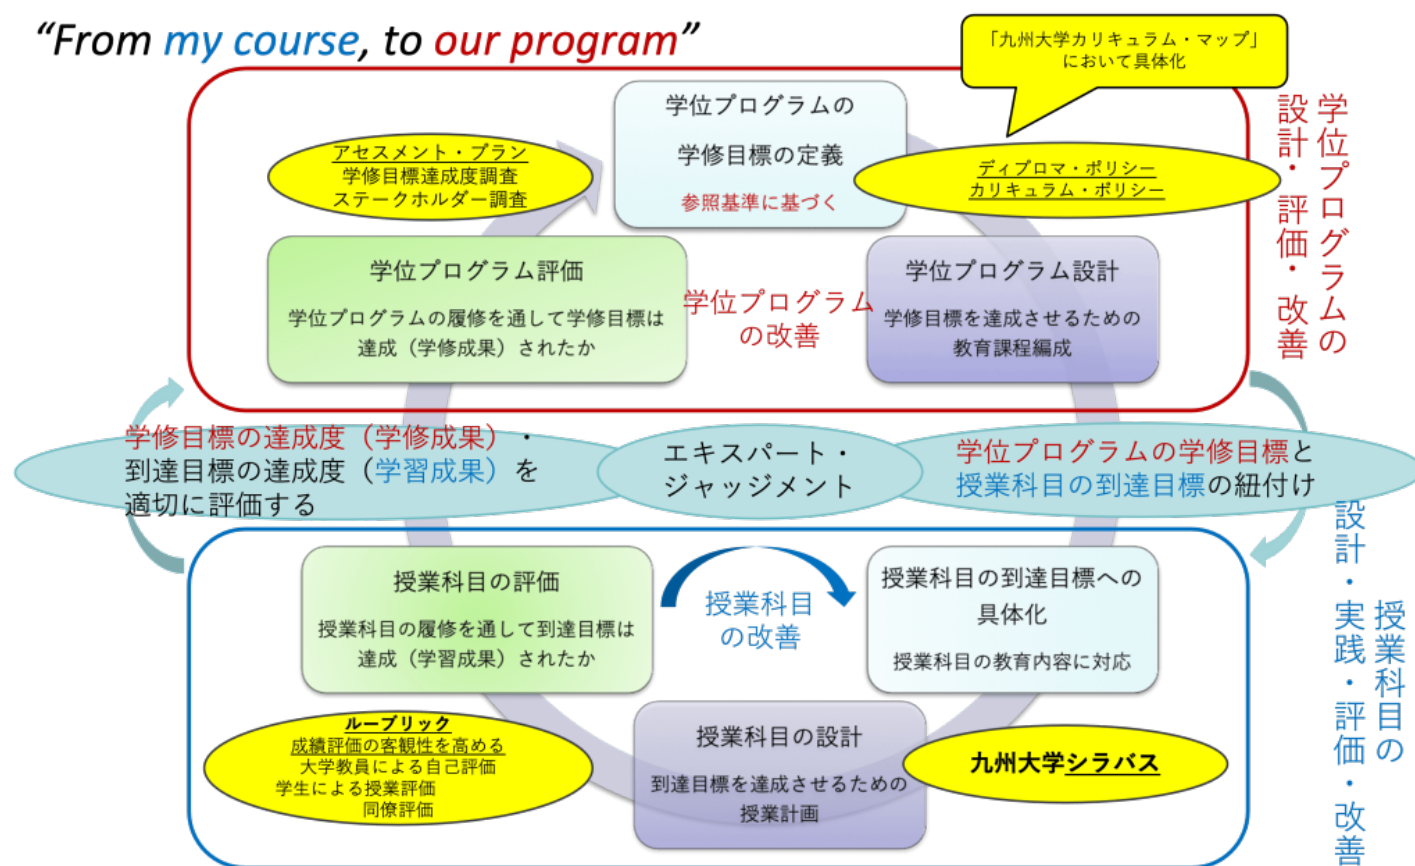 “From my course, to our program”
「九州大学カリキュラム・マップ」
において具体化
学位プログラムの
学修目標の定義
参照基準に基づく
アセスメント・プラン
学修目標達成度調査
ステークホルダー調査
ディプロマ・ポリシー
カリキュラム・ポリシー
学位プログラムの
設計・評価・改善
学位プログラム評価
学位プログラムの履修を通して学修目標は
達成（学修成果）されたか
学位プログラム
の改善
学位プログラム設計
学修目標を達成させるための
教育課程編成
学修目標の達成度（学修成果）・
到達目標の達成度（学習成果）を
適切に評価する
エキスパート・
ジャッジメント
学位プログラムの学修目標と
授業科目の到達目標の紐付け
授業科目の評価
授業科目の履修を通して到達目標は
達成（学習成果）されたか
授業科目
の改善
授業科目の到達目標への
具体化
授業科目の教育内容に対応
授業科目の
設計・実践・評価・改善
ルーブリック
成績評価の客観性を高める
大学教員による自己評価
学生による授業評価
同僚評価
授業科目の設計
到達目標を達成させるための
授業計画
九州大学シラバス